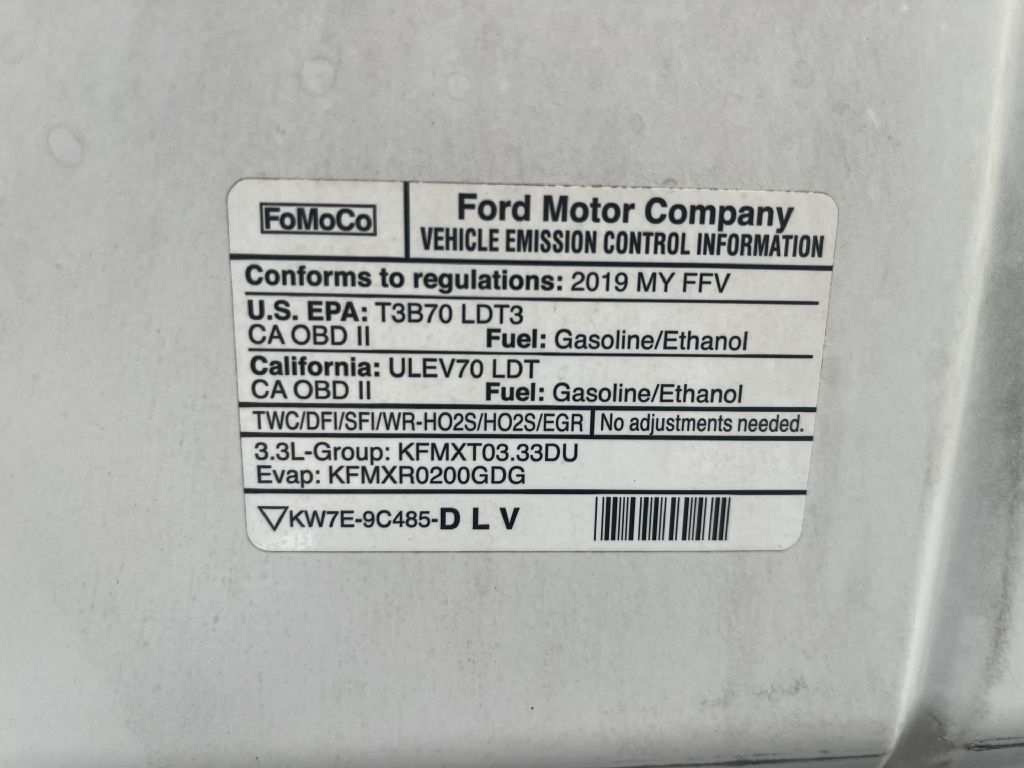 FoMoCo
Ford Motor Company
VEHICLE EMISSION CONTROL INFORMATION
Conforms to regulations: 2019 MY FFV
U.S. EPA: T3B70 LDT3
CA OBD II Fuel: Gasoline/Ethanol
California: ULEV70 LDT
CA OBD II Fuel: Gasoline/Ethanol
TWC/DFI/SFI/WR-HO2S/HO2S/EGR No adjustments needed.
3.3L-Group: KFMXT03.33DU
Evap: KFMXR0200GDG
KW7E-9C485-D L V